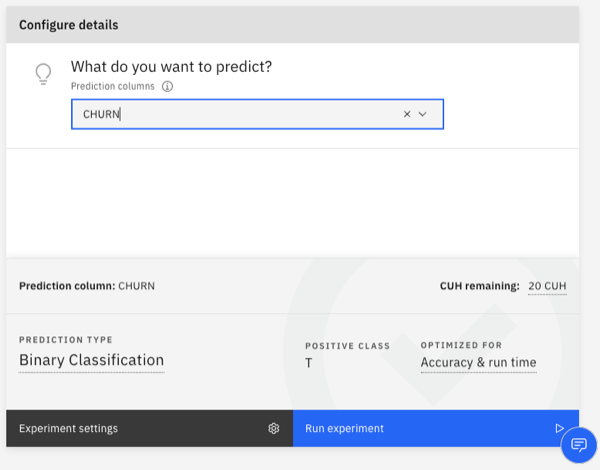 Configure details
What do you want to predict?
Prediction columns
CHURN
Prediction column: CHURN
CUH remaining: 20 CUH
PREDICTION TYPE
Binary Classification
POSITIVE CLASS
T
OPTIMIZED FOR
Accuracy & run time
Experiment settings
Run experiment